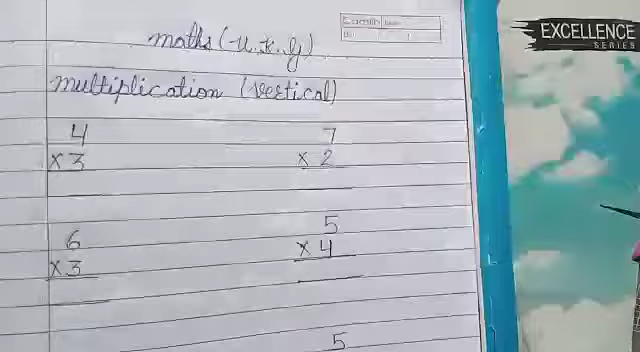 maths (U.K.G)
EXCELLENCE
SERIES
multiplication (vertical)
4 7
×3 ×2
6 5
×3 ×4
5